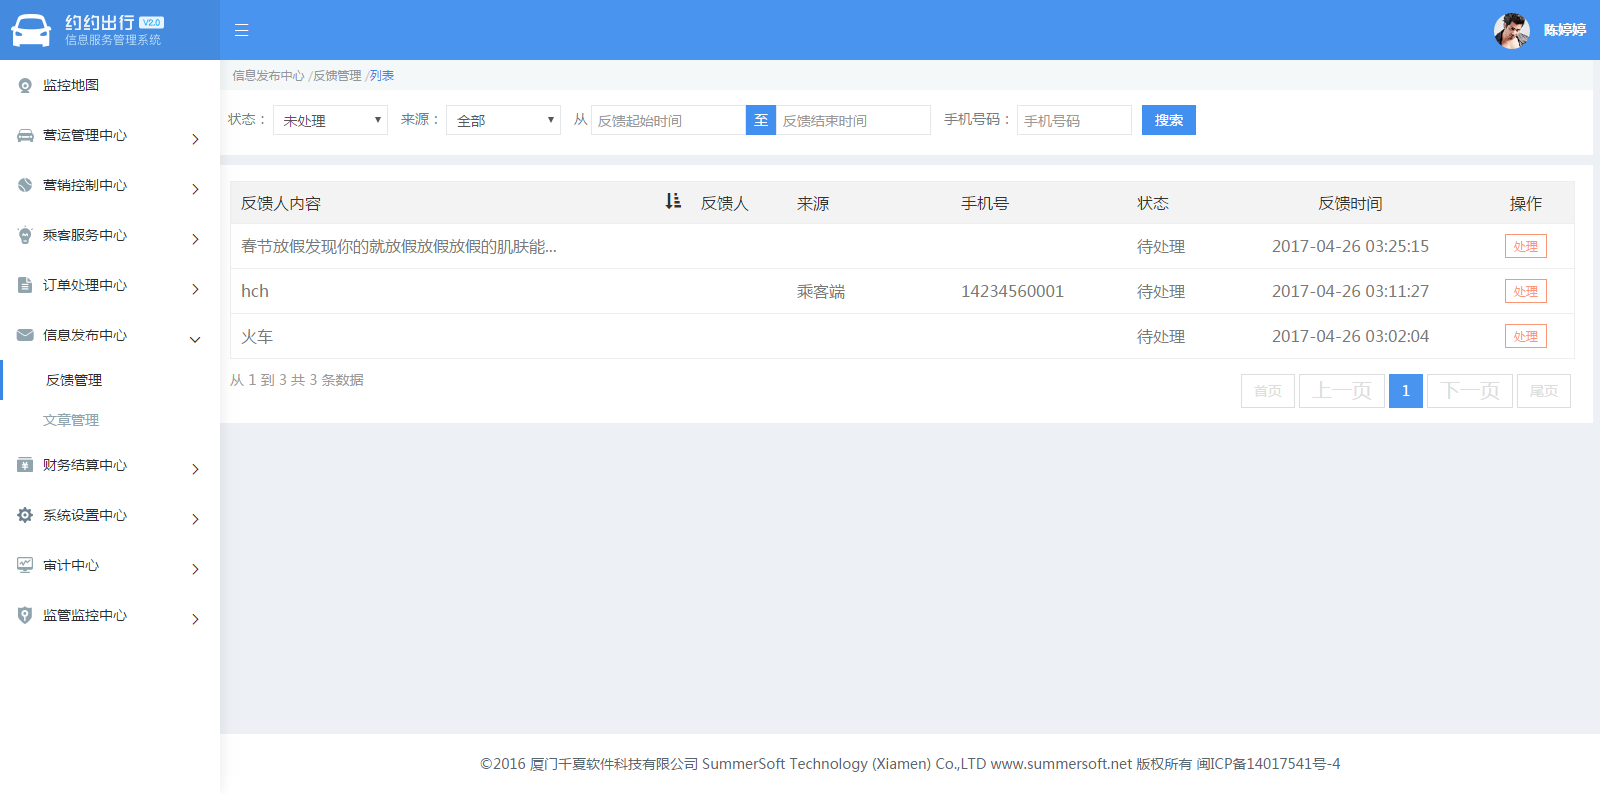 约约出行 V2.0
信息服务管理系统
陈婷婷
监控地图
营运管理中心
营销控制中心
乘客服务中心
订单处理中心
信息发布中心
反馈管理
文章管理
财务结算中心
系统设置中心
审计中心
监管监控中心
信息发布中心 /反馈管理 /列表
状态： 未处理 来源： 全部 从 反馈起始时间 至 反馈结束时间 手机号码： 手机号码 搜索
反馈人内容 反馈人 来源 手机号 状态 反馈时间 操作
春节放假发现你的就放假放假放假的肌肤能... 待处理 2017-04-26 03:25:15 处理
hch 乘客端 14234560001 待处理 2017-04-26 03:11:27 处理
火车 待处理 2017-04-26 03:02:04 处理
从 1 到 3 共 3 条数据
首页 上一页 1 下一页 尾页
©2016 厦门千夏软件科技有限公司 SummerSoft Technology (Xiamen) Co.,LTD www.summersoft.net 版权所有 闽ICP备14017541号-4